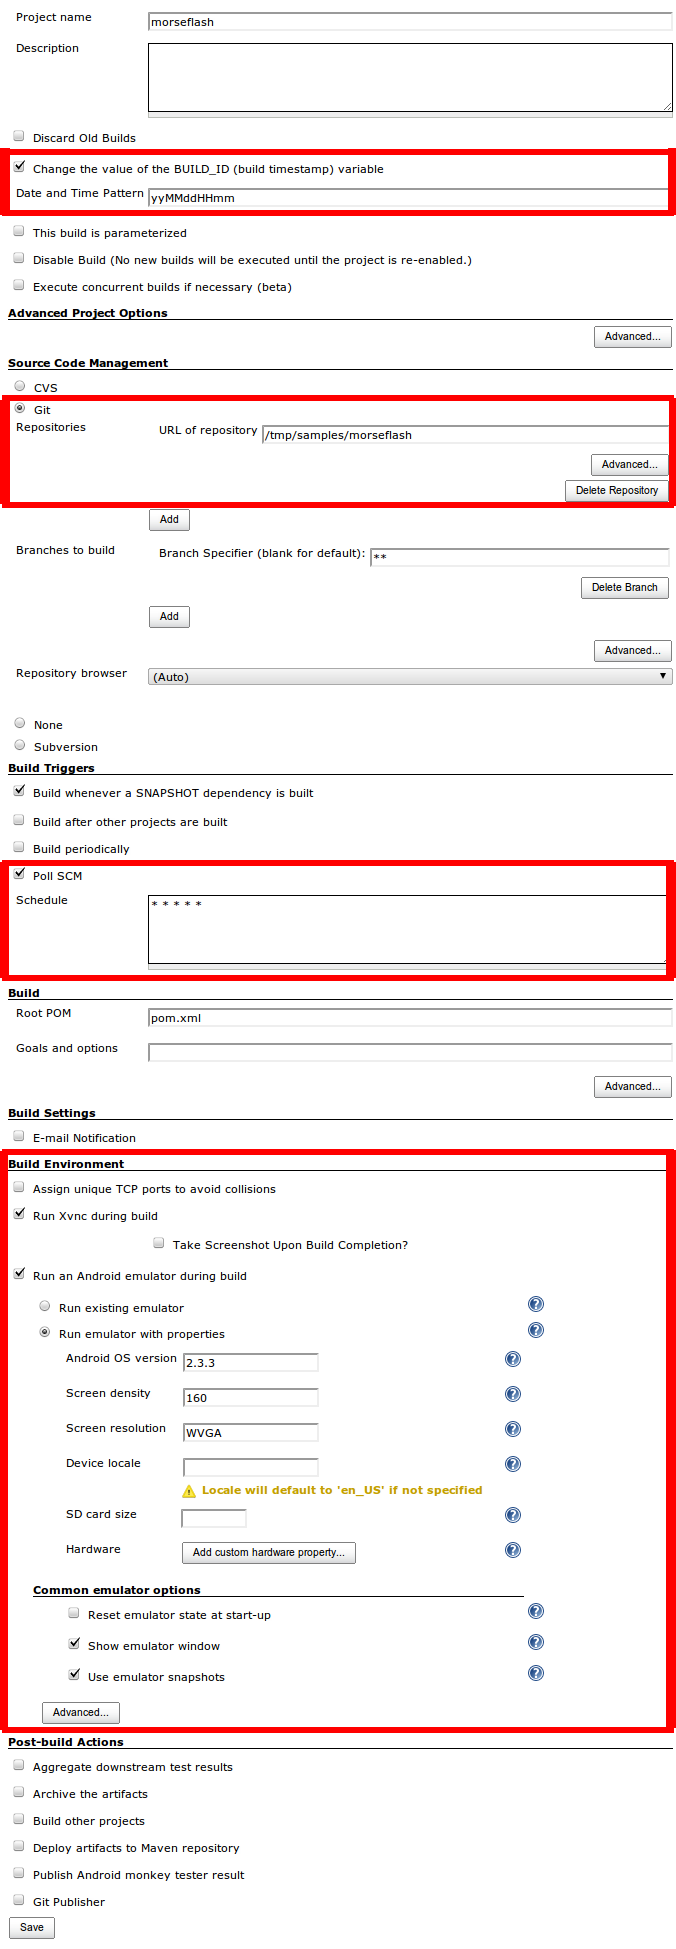 Project name morseflash
Description
Discard Old Builds
Change the value of the BUILD_ID (build timestamp) variable
Date and Time Pattern yyMMddHHmm
This build is parameterized
Disable Build (No new builds will be executed until the project is re-enabled.)
Execute concurrent builds if necessary (beta)
Advanced Project Options
Advanced...
Source Code Management
CVS
Git
Repositories URL of repository /tmp/samples/morseflash
Advanced...
Delete Repository
Add
Branches to build Branch Specifier (blank for default): **
Delete Branch
Add
Advanced...
Repository browser (Auto)
None
Subversion
Build Triggers
Build whenever a SNAPSHOT dependency is built
Build after other projects are built
Build periodically
Poll SCM
Schedule * * * * *
Build
Root POM pom.xml
Goals and options
Advanced...
Build Settings
E-mail Notification
Build Environment
Assign unique TCP ports to avoid collisions
Run Xvnc during build
Take Screenshot Upon Build Completion?
Run an Android emulator during build
Run existing emulator ?
Run emulator with properties ?
Android OS version 2.3.3 ?
Screen density 160 ?
Screen resolution WVGA ?
Device locale ?
Locale will default to 'en_US' if not specified
SD card size ?
Hardware Add custom hardware property... ?
Common emulator options
Reset emulator state at start-up ?
Show emulator window ?
Use emulator snapshots ?
Advanced...
Post-build Actions
Aggregate downstream test results
Archive the artifacts
Build other projects
Deploy artifacts to Maven repository
Publish Android monkey tester result
Git Publisher
Save